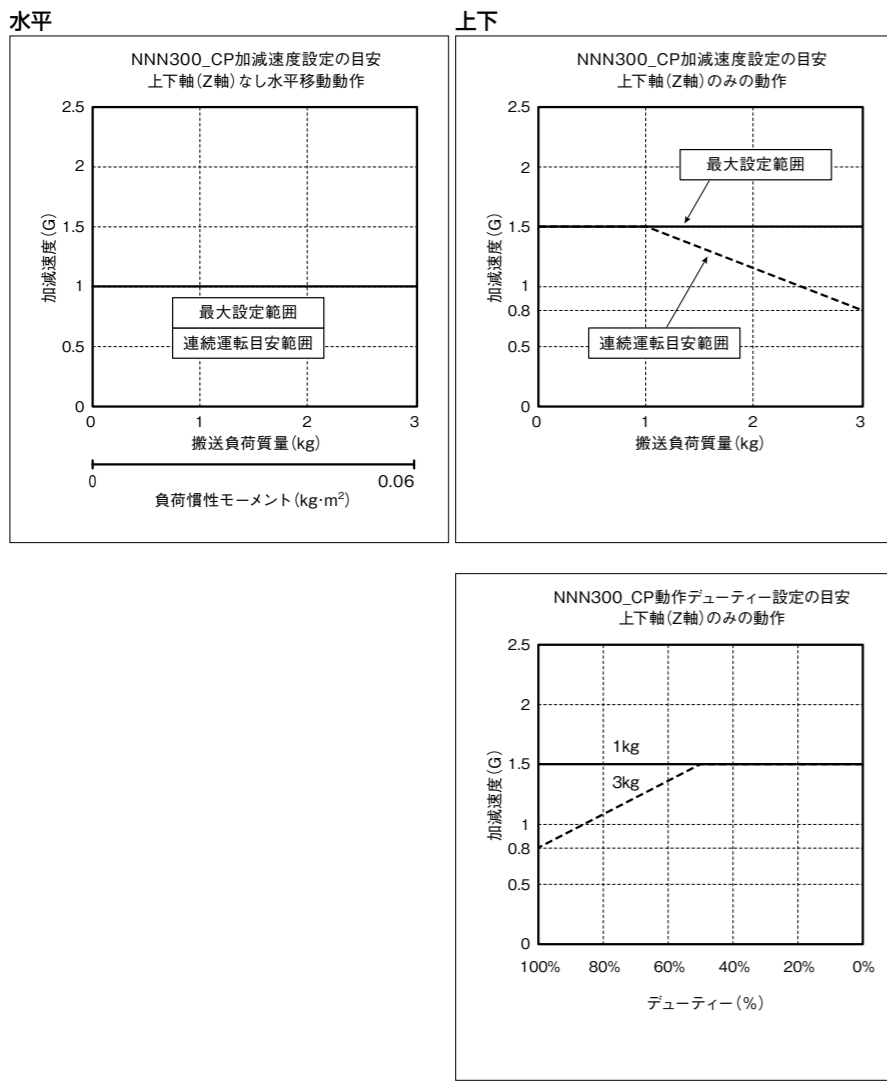 水平
NNN300_CP加減速度設定の目安
上下軸(Z軸)なし水平移動動作
2.5
2
1.5
1
0.5
0
加減速度(G)
最大設定範囲
連続運転目安範囲
0
1
2
3
搬送負荷質量(kg)
0
0.06
負荷慣性モーメント(kg·m²)
上下
NNN300_CP加減速度設定の目安
上下軸(Z軸)のみの動作
2.5
2
1.5
1
0.8
0.5
0
加減速度(G)
最大設定範囲
連続運転目安範囲
0
1
2
3
搬送負荷質量(kg)
NNN300_CP動作デューティー設定の目安
上下軸(Z軸)のみの動作
2.5
2
1.5
1
0.8
0.5
0
加減速度(G)
1kg
3kg
100%
80%
60%
40%
20%
0%
デューティー(%)